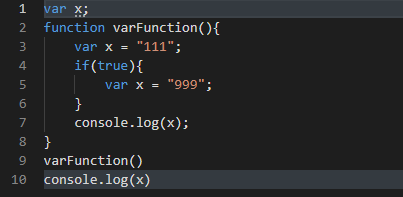 1 var x;
2 function varFunction(){
3     var x = "111";
4     if(true){
5         var x = "999";
6     }
7     console.log(x);
8 }
9 varFunction()
10 console.log(x)